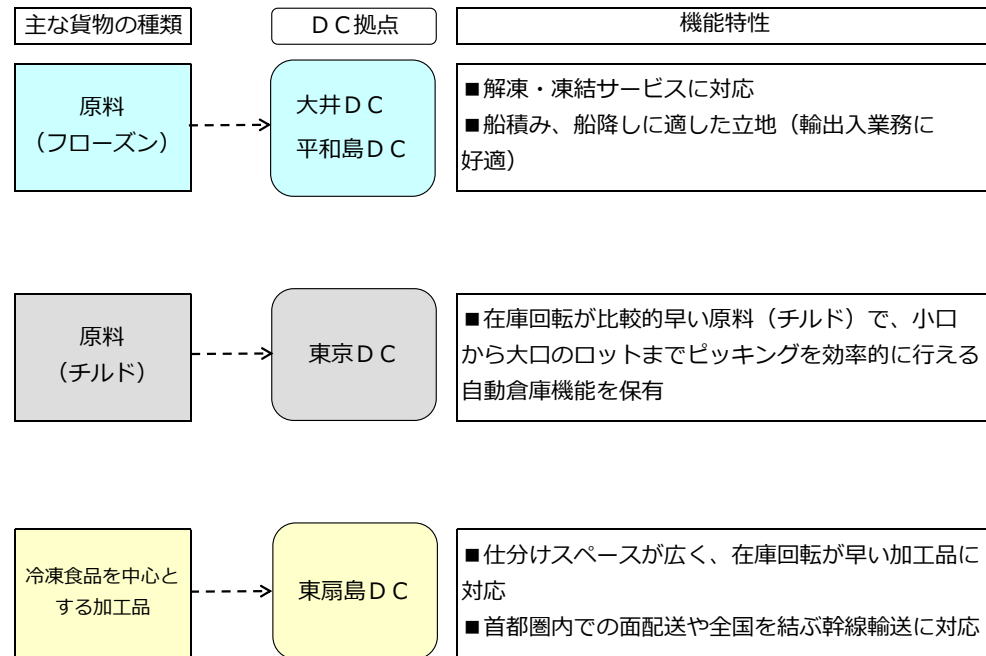 主な貨物の種類
ＤＣ拠点
機能特性
原料
（フローズン）
大井ＤＣ
平和島ＤＣ
■解凍・凍結サービスに対応
■船積み、船降しに適した立地（輸出入業務に
好適）
原料
（チルド）
東京ＤＣ
■在庫回転が比較的早い原料（チルド）で、小口
から大口のロットまでピッキングを効率的に行える
自動倉庫機能を保有
冷凍食品を中心と
する加工品
東扇島ＤＣ
■仕分けスペースが広く、在庫回転が早い加工品に
対応
■首都圏内での面配送や全国を結ぶ幹線輸送に対応